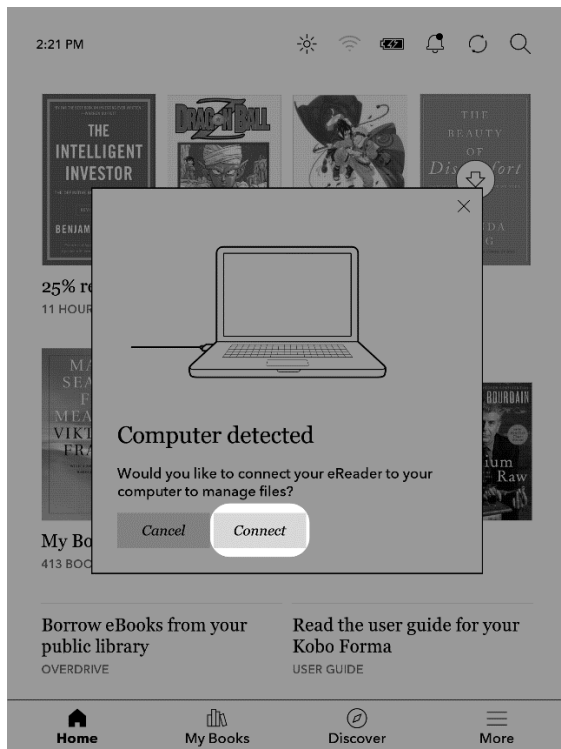 2:21 PM
THE
INTELLIGENT
INVESTOR
BENJAM
DRAGON BALL
Z
THE
BEAUTY
OF
Dis fort
DA
G
25% re
11 HOUR
MA
SEA
F
MEA
VIKT
FRA
BOURDAIN
ium
Raw
Computer detected
Would you like to connect your eReader to your
computer to manage files?
Cancel
Connect
My Bo
413 BOO
Borrow eBooks from your
public library
OVERDRIVE
Read the user guide for your
Kobo Forma
USER GUIDE
Home
My Books
Discover
More